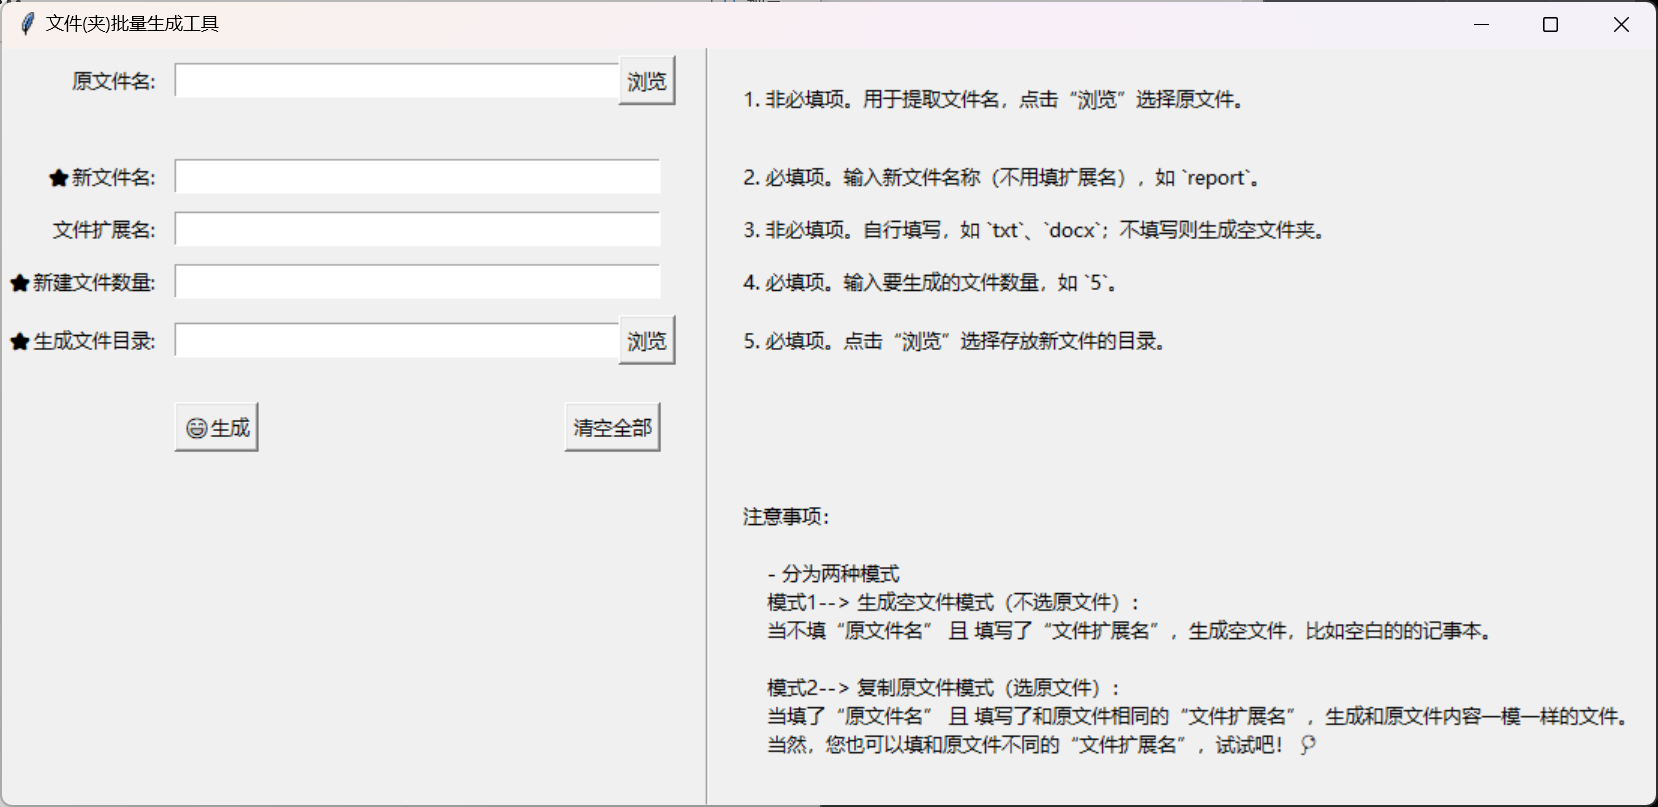 文件(夹)批量生成工具
原文件名:
浏览
1. 非必填项。用于提取文件名，点击“浏览”选择原文件。
★新文件名:
2. 必填项。输入新文件名称（不用填扩展名），如 `report`。
文件扩展名:
3. 非必填项。自行填写，如 `txt`、`docx`；不填写则生成空文件夹。
★新建文件数量:
4. 必填项。输入要生成的文件数量，如 `5`。
★生成文件目录:
浏览
5. 必填项。点击“浏览”选择存放新文件的目录。
😄生成
清空全部
注意事项：
- 分为两种模式
模式1--> 生成空文件模式（不选原文件）：
当不填“原文件名” 且 填写了“文件扩展名”，生成空文件，比如空白的的记事本。
模式2--> 复制原文件模式（选原文件）：
当填了“原文件名” 且 填写了和原文件相同的“文件扩展名”，生成和原文件内容一模一样的文件。
当然，您也可以填和原文件不同的“文件扩展名”，试试吧！